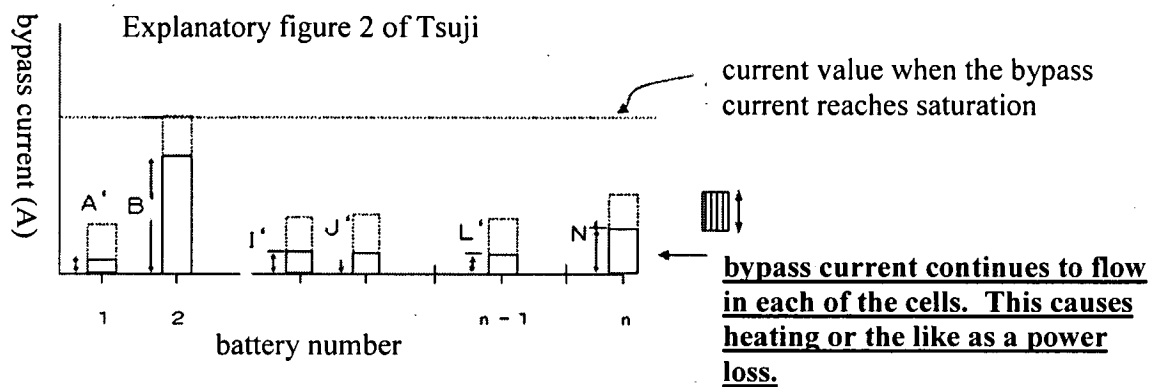 Explanatory figure 2 of Tsuji
bypass current (A)
current value when the bypass
current reaches saturation
A'
B
I'
J'
L'
N
bypass current continues to flow
in each of the cells. This causes
heating or the like as a power
loss.
1 2 n-1 n
battery number